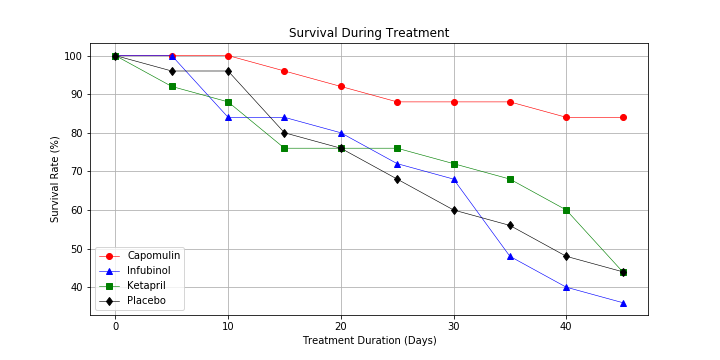 Survival During Treatment
Survival Rate (%)
100
90
80
70
60
50
40
Capomulin
Infubinol
Ketapril
Placebo
0 10 20 30 40
Treatment Duration (Days)